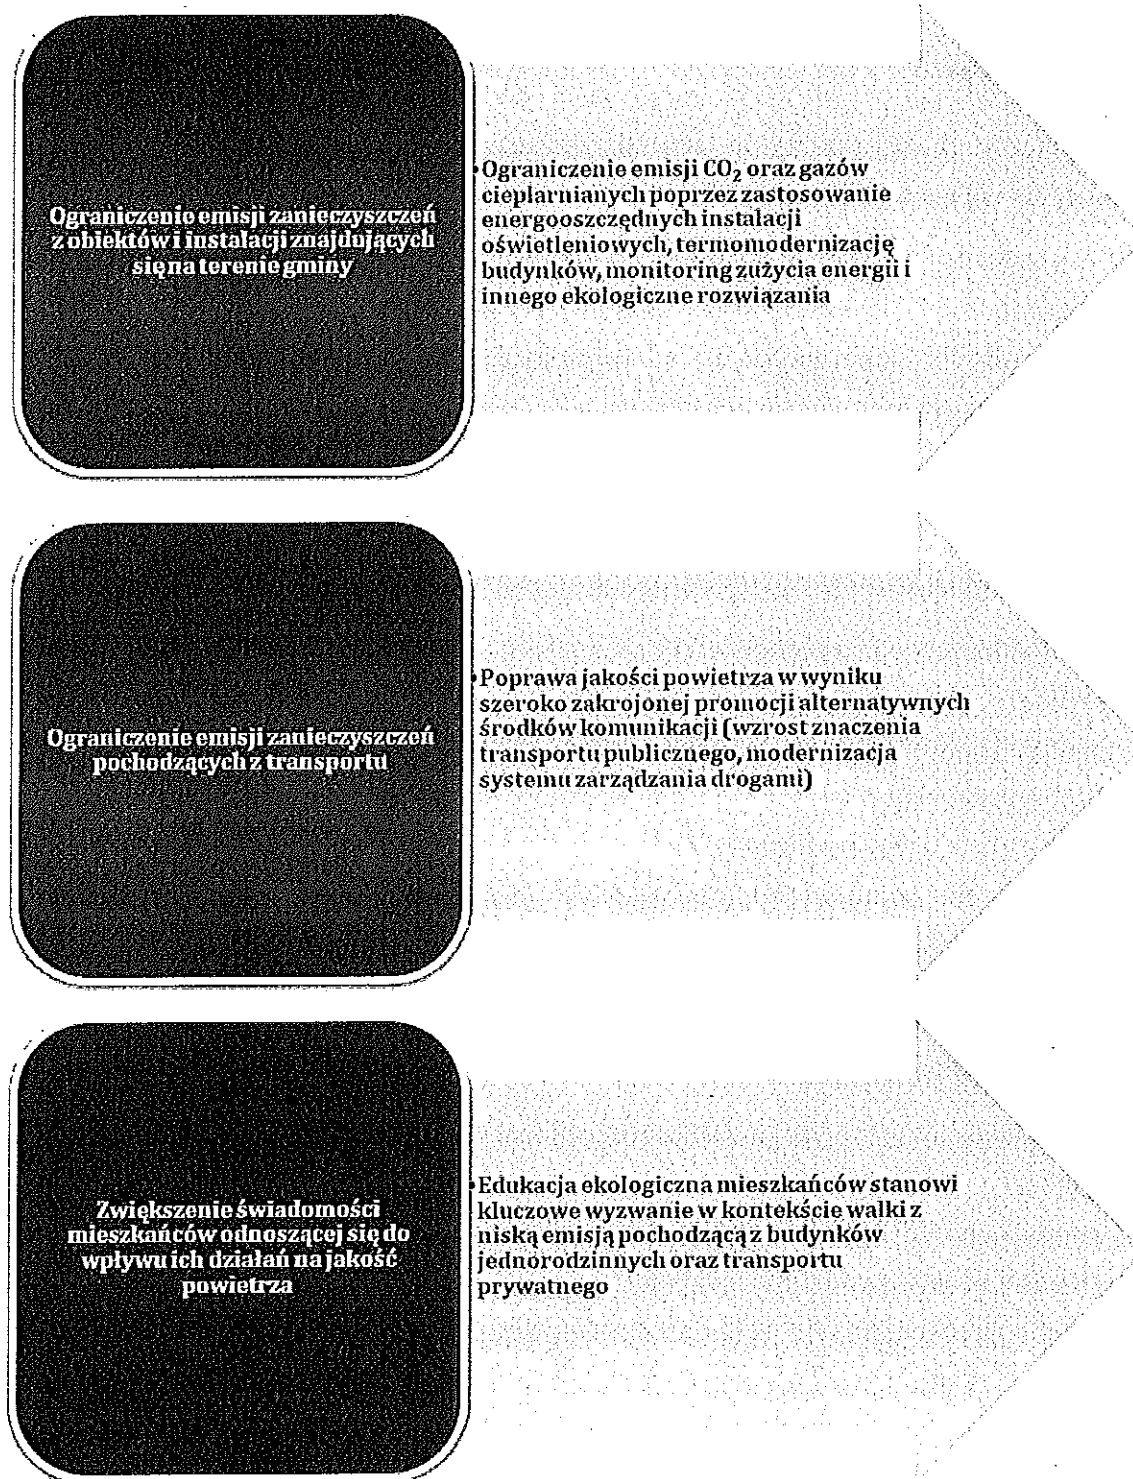 Ograniczenie emisji zanieczyszczeń
z obiektów i instalacji znajdujących
się na terenie gminy
• Ograniczenie emisji CO₂ oraz gazów
cieplarnianych poprzez zastosowanie
energooszczędnych instalacji
oświetleniowych, termomodernizację
budynków, monitoring zużycia energii i
innego ekologiczne rozwiązania
Ograniczenie emisji zanieczyszczeń
pochodzących z transportu
• Poprawa jakości powietrza w wyniku
szeroko zakrojonej promocji alternatywnych
środków komunikacji (wzrost znaczenia
transportu publicznego, modernizacja
systemu zarządzania drogami)
Zwiększenie świadomości
mieszkańców odnoszącej się do
wpływu ich działań na jakość
powietrza
• Edukacja ekologiczna mieszkańców stanowi
kluczowe wyzwanie w kontekście walki z
niską emisją pochodzącą z budynków
jednorodzinnych oraz transportu
prywatnego